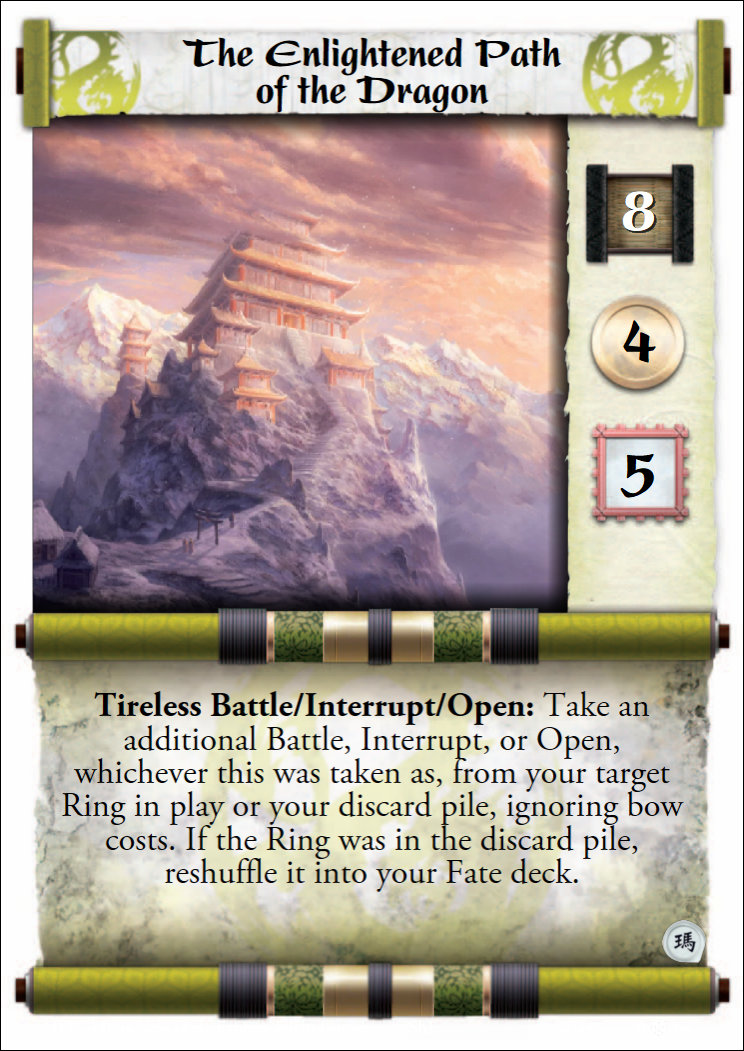 The Enlightened Path
of the Dragon
8
4
5
Tireless Battle/Interrupt/Open: Take an
additional Battle, Interrupt, or Open,
whichever this was taken as, from your target
Ring in play or your discard pile, ignoring bow
costs. If the Ring was in the discard pile,
reshuffle it into your Fate deck.
瑪